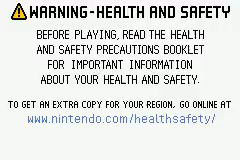 WARNING-HEALTH AND SAFETY
BEFORE PLAYING, READ THE HEALTH
AND SAFETY PRECAUTIONS BOOKLET
FOR IMPORTANT INFORMATION
ABOUT YOUR HEALTH AND SAFETY.
TO GET AN EXTRA COPY FOR YOUR REGION, GO ONLINE AT
www.nintendo.com/healthsafety/